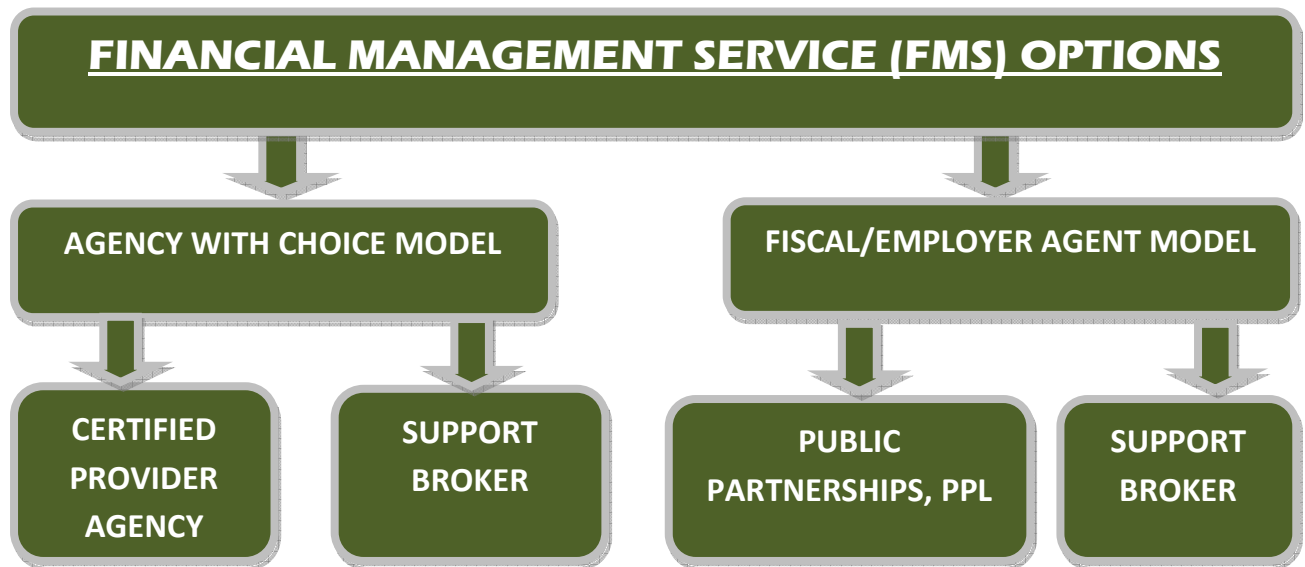 FINANCIAL MANAGEMENT SERVICE (FMS) OPTIONS
AGENCY WITH CHOICE MODEL
FISCAL/EMPLOYER AGENT MODEL
CERTIFIED
PROVIDER
AGENCY
SUPPORT
BROKER
PUBLIC
PARTNERSHIPS, PPL
SUPPORT
BROKER